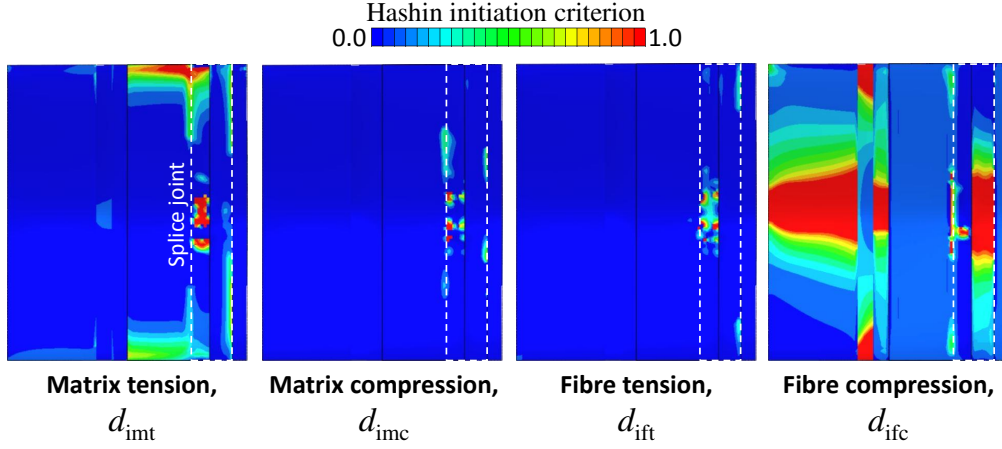 Hashin initiation criterion
0.0 1.0
Splice joint
Matrix tension, Matrix compression, Fibre tension, Fibre compression,
d_imt d_imc d_ift d_ifc